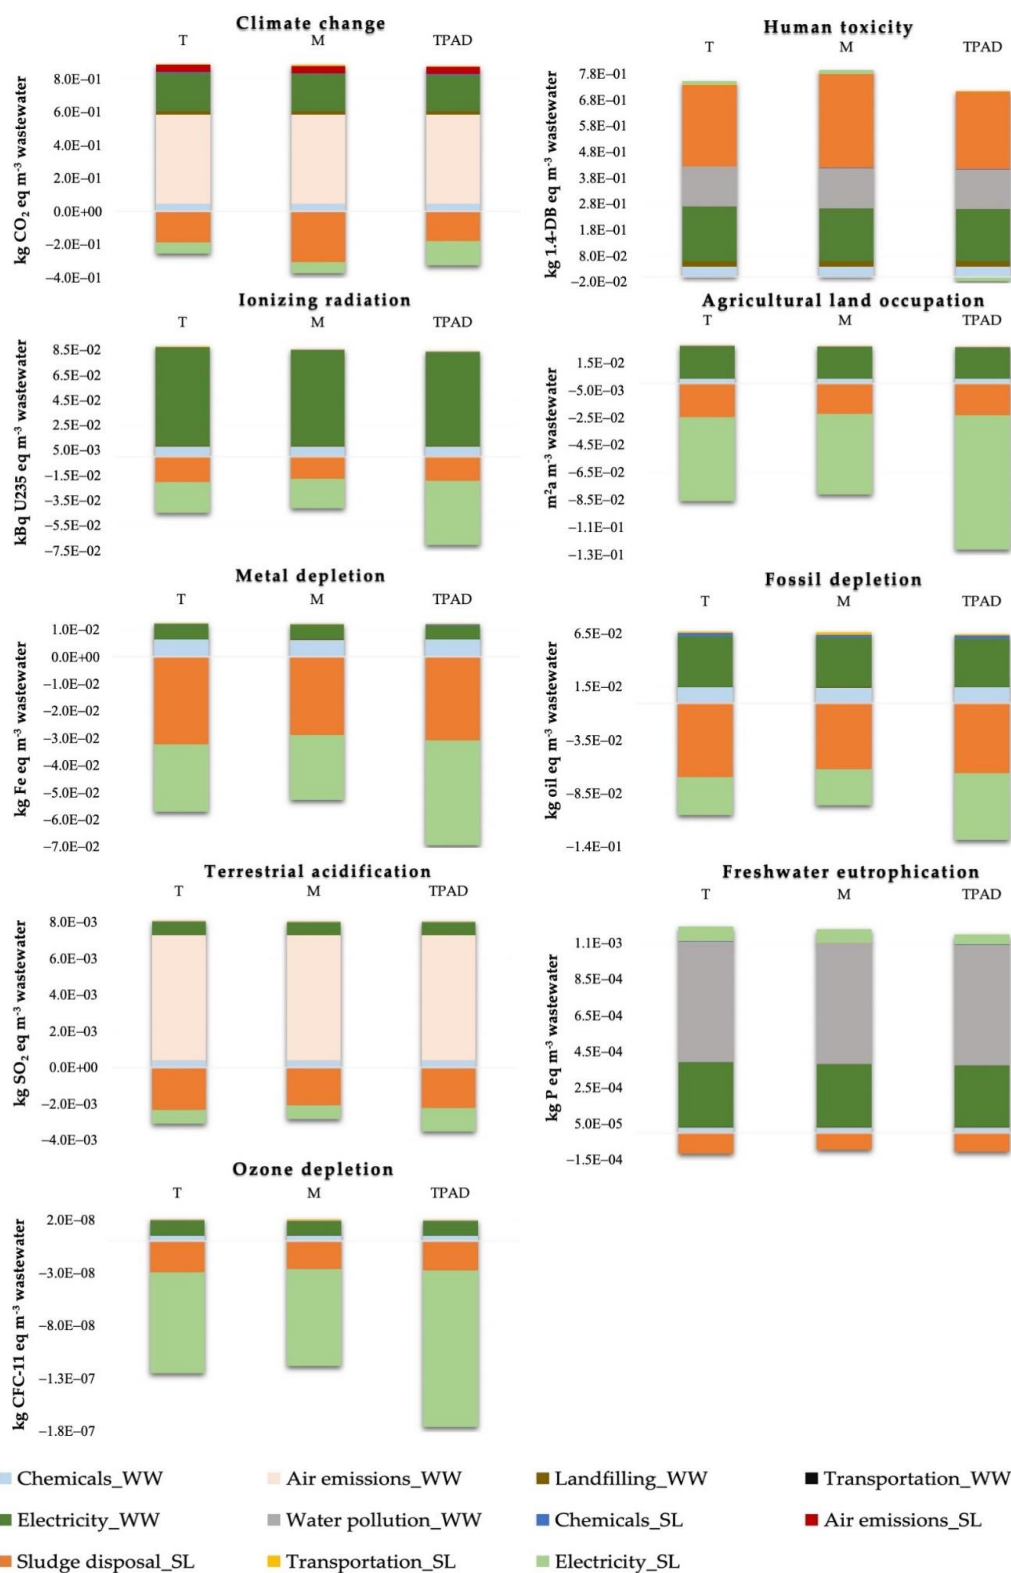 Climate change
T M TPAD
kg CO₂ eq m⁻³ wastewater
8.0E−01
6.0E−01
4.0E−01
2.0E−01
0.0E+00
−2.0E−01
−4.0E−01
Human toxicity
T M TPAD
kg 1.4-DB eq m⁻³ wastewater
7.8E−01
6.8E−01
5.8E−01
4.8E−01
3.8E−01
2.8E−01
1.8E−01
8.0E−02
−2.0E−02
Ionizing radiation
T M TPAD
kBq U235 eq m⁻³ wastewater
8.5E−02
6.5E−02
4.5E−02
2.5E−02
5.0E−03
−1.5E−02
−3.5E−02
−5.5E−02
−7.5E−02
Agricultural land occupation
T M TPAD
m²a m⁻³ wastewater
1.5E−02
−5.0E−03
−2.5E−02
−4.5E−02
−6.5E−02
−8.5E−02
−1.1E−01
−1.3E−01
Metal depletion
T M TPAD
kg Fe eq m⁻³ wastewater
1.0E−02
0.0E+00
−1.0E−02
−2.0E−02
−3.0E−02
−4.0E−02
−5.0E−02
−6.0E−02
−7.0E−02
Fossil depletion
T M TPAD
kg oil eq m⁻³ wastewater
6.5E−02
1.5E−02
−3.5E−02
−8.5E−02
−1.4E−01
Terrestrial acidification
T M TPAD
kg SO₂ eq m⁻³ wastewater
8.0E−03
6.0E−03
4.0E−03
2.0E−03
0.0E+00
−2.0E−03
−4.0E−03
Freshwater eutrophication
T M TPAD
kg P eq m⁻³ wastewater
1.1E−03
8.5E−04
6.5E−04
4.5E−04
2.5E−04
5.0E−05
−1.5E−04
Ozone depletion
T M TPAD
kg CFC-11 eq m⁻³ wastewater
2.0E−08
−3.0E−08
−8.0E−08
−1.3E−07
−1.8E−07
Chemicals_WW Air emissions_WW Landfilling_WW Transportation_WW
Electricity_WW Water pollution_WW Chemicals_SL Air emissions_SL
Sludge disposal_SL Transportation_SL Electricity_SL